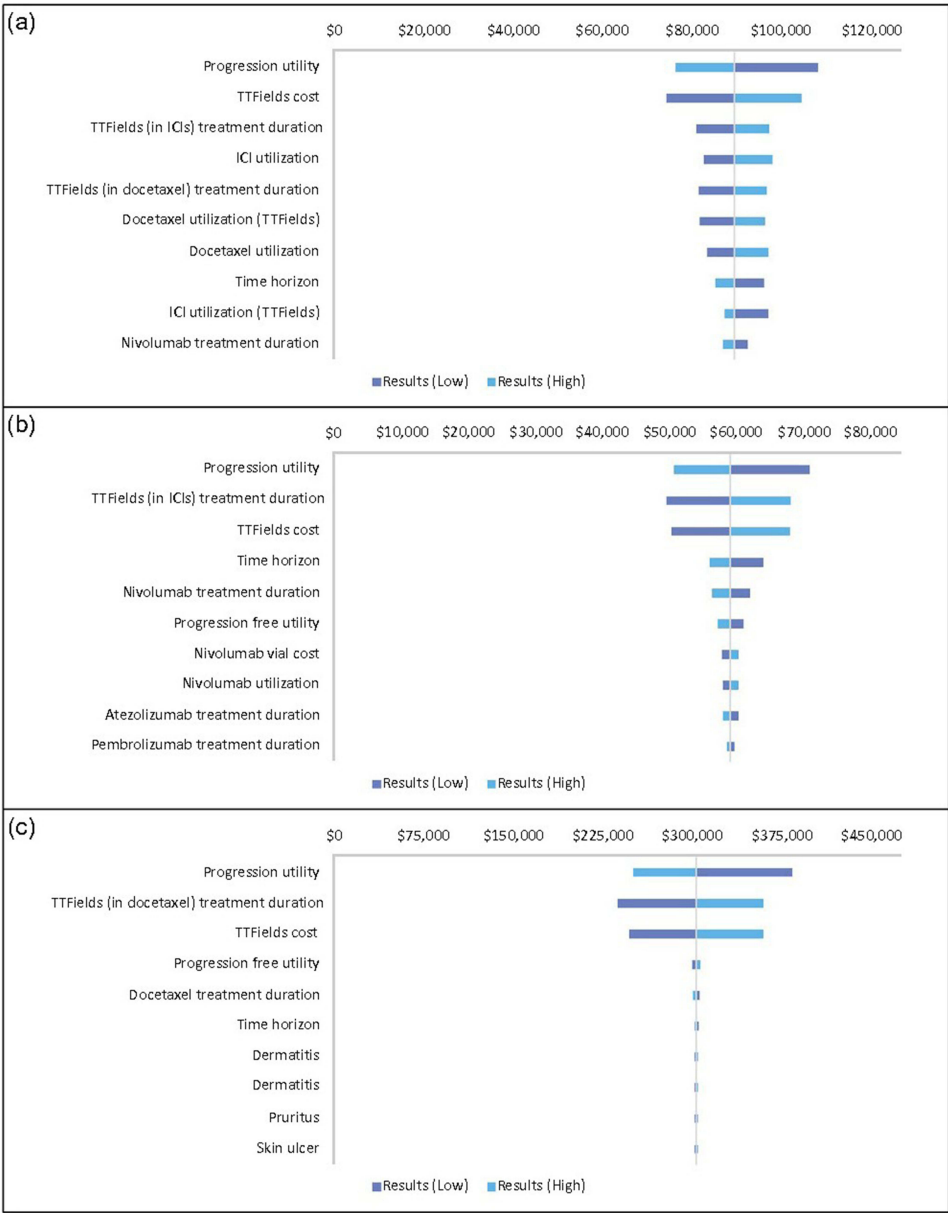 (a)
$0 $20,000 $40,000 $60,000 $80,000 $100,000 $120,000
Progression utility
TTFields cost
TTFields (in ICIs) treatment duration
ICI utilization
TTFields (in docetaxel) treatment duration
Docetaxel utilization (TTFields)
Docetaxel utilization
Time horizon
ICI utilization (TTFields)
Nivolumab treatment duration
Results (Low) Results (High)
(b)
$0 $10,000 $20,000 $30,000 $40,000 $50,000 $60,000 $70,000 $80,000
Progression utility
TTFields (in ICIs) treatment duration
TTFields cost
Time horizon
Nivolumab treatment duration
Progression free utility
Nivolumab vial cost
Nivolumab utilization
Atezolizumab treatment duration
Pembrolizumab treatment duration
Results (Low) Results (High)
(c)
$0 $75,000 $150,000 $225,000 $300,000 $375,000 $450,000
Progression utility
TTFields (in docetaxel) treatment duration
TTFields cost
Progression free utility
Docetaxel treatment duration
Time horizon
Dermatitis
Dermatitis
Pruritus
Skin ulcer
Results (Low) Results (High)